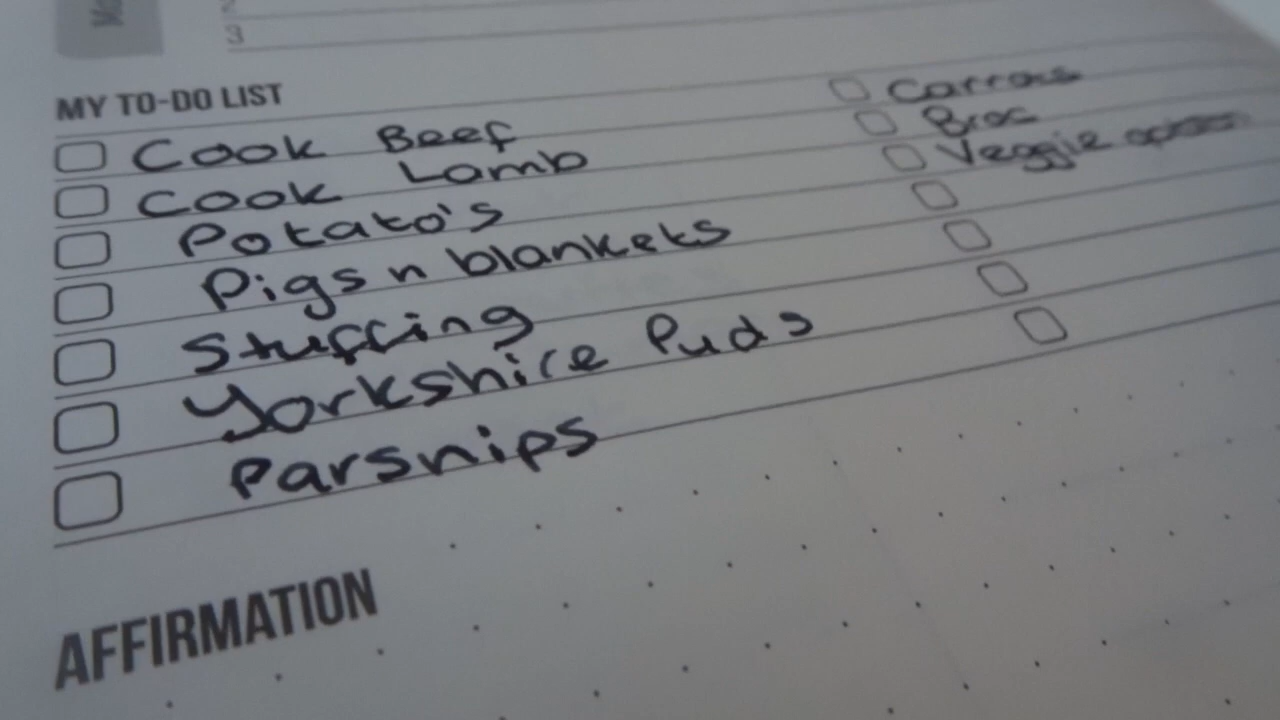 3
MY TO-DO LIST
Cook Beef
Cook Lamb
Potato's
Pigs n blankets
Stuffing
Yorkshire Puds
Parsnips
Carrots
Broc
Veggie option
AFFIRMATION